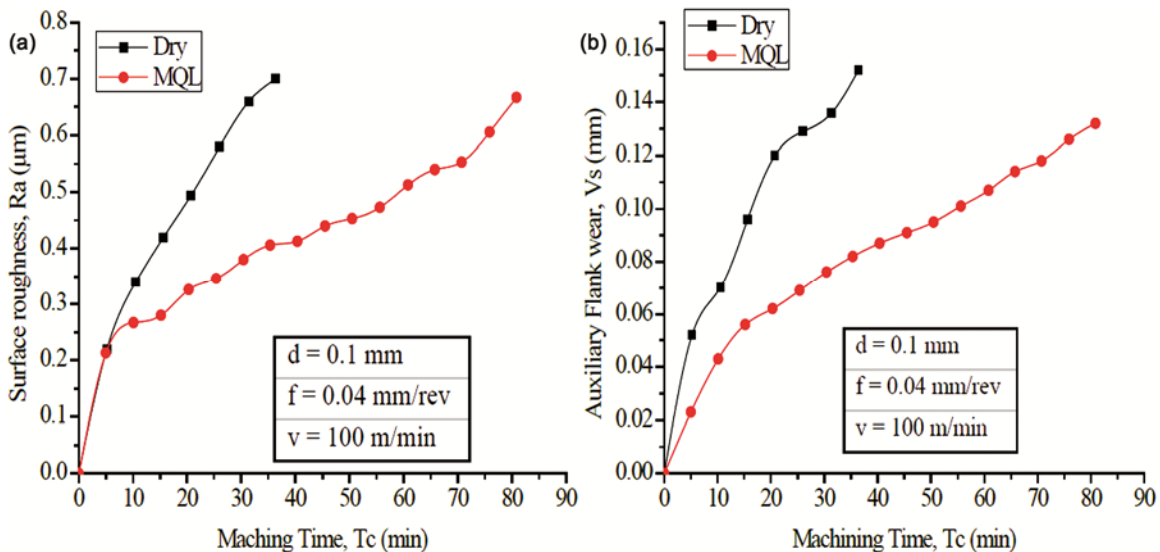 (a)
Dry
MQL
Surface roughness, Ra (µm)
0.8
0.7
0.6
0.5
0.4
0.3
0.2
0.1
0.0
d = 0.1 mm
f = 0.04 mm/rev
v = 100 m/min
0 10 20 30 40 50 60 70 80 90
Maching Time, Tc (min)
(b)
Dry
MQL
Auxiliary Flank wear, Vs (mm)
0.16
0.14
0.12
0.10
0.08
0.06
0.04
0.02
0.00
d = 0.1 mm
f = 0.04 mm/rev
v = 100 m/min
0 10 20 30 40 50 60 70 80 90
Machining Time, Tc (min)